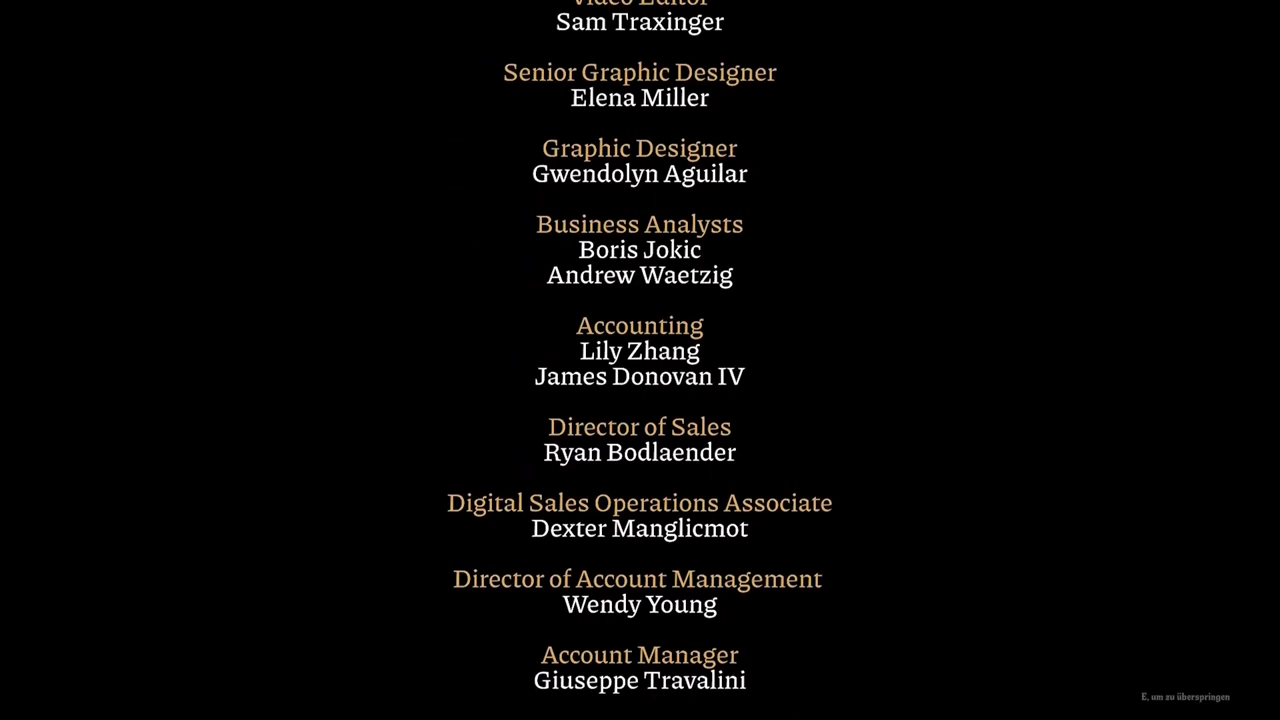 Video Editor
Sam Traxinger
Senior Graphic Designer
Elena Miller
Graphic Designer
Gwendolyn Aguilar
Business Analysts
Boris Jokic
Andrew Waetzig
Accounting
Lily Zhang
James Donovan IV
Director of Sales
Ryan Bodlaender
Digital Sales Operations Associate
Dexter Manglicmot
Director of Account Management
Wendy Young
Account Manager
Giuseppe Travalini
E, um zu überspringen